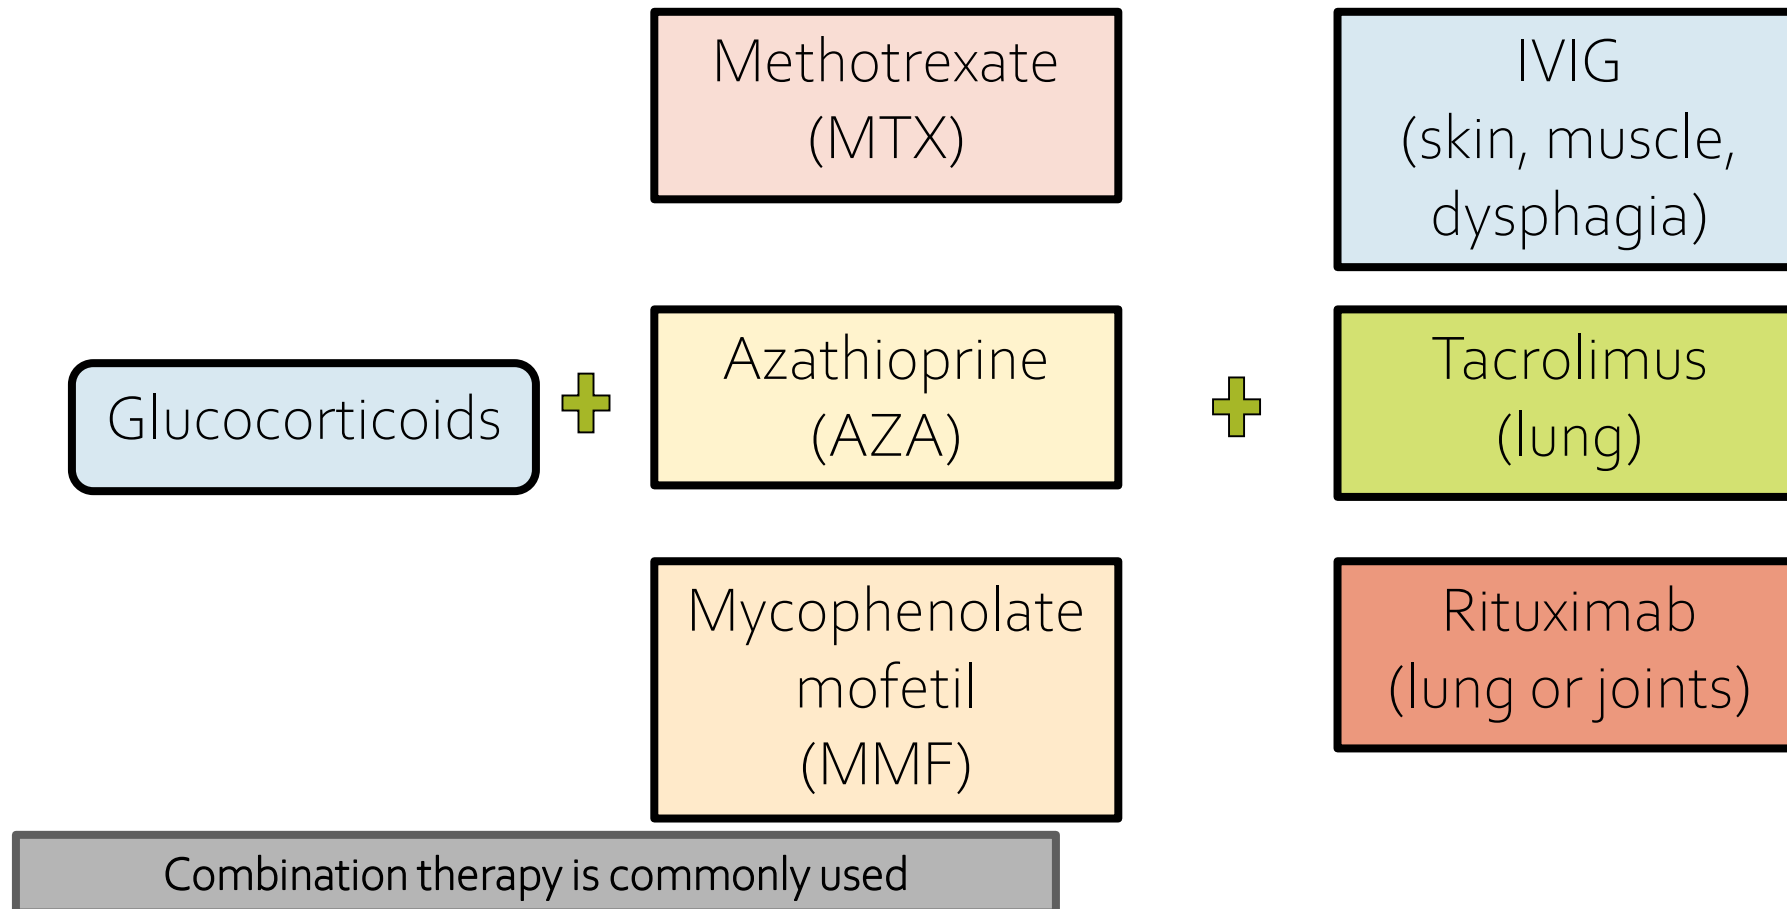 Glucocorticoids
Methotrexate
(MTX)
Azathioprine
(AZA)
Mycophenolate
mofetil
(MMF)
IVIG
(skin, muscle,
dysphagia)
Tacrolimus
(lung)
Rituximab
(lung or joints)
Combination therapy is commonly used